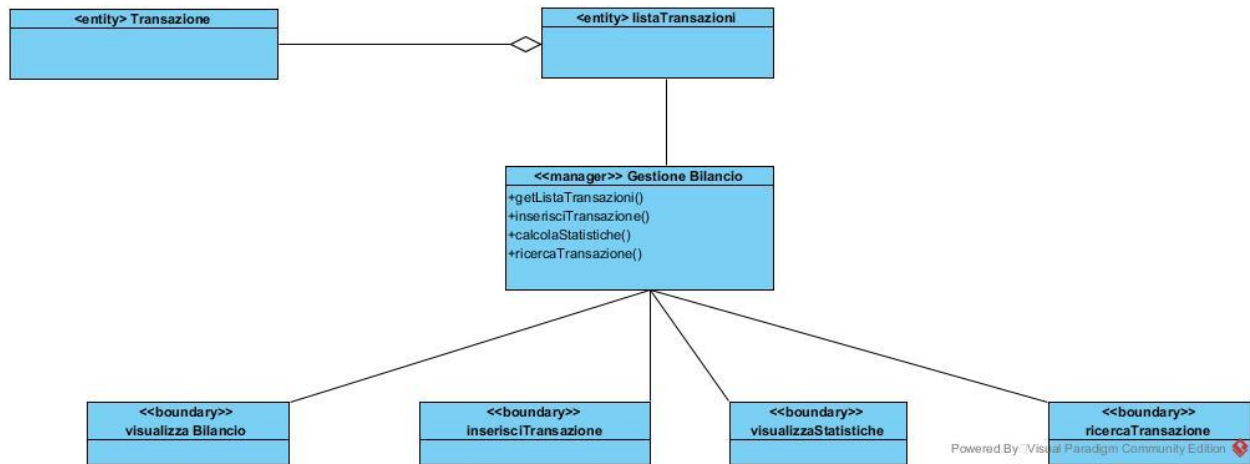 <entity> Transazione
<entity> listaTransazioni
<<manager>> Gestione Bilancio
+getListaTransazioni()
+inserisciTransazione()
+calcolaStatistiche()
+ricercaTransazione()
<<boundary>>
visualizza Bilancio
<<boundary>>
inserisciTransazione
<<boundary>>
visualizzaStatistiche
<<boundary>>
ricercaTransazione
Powered By Visual Paradigm Community Edition